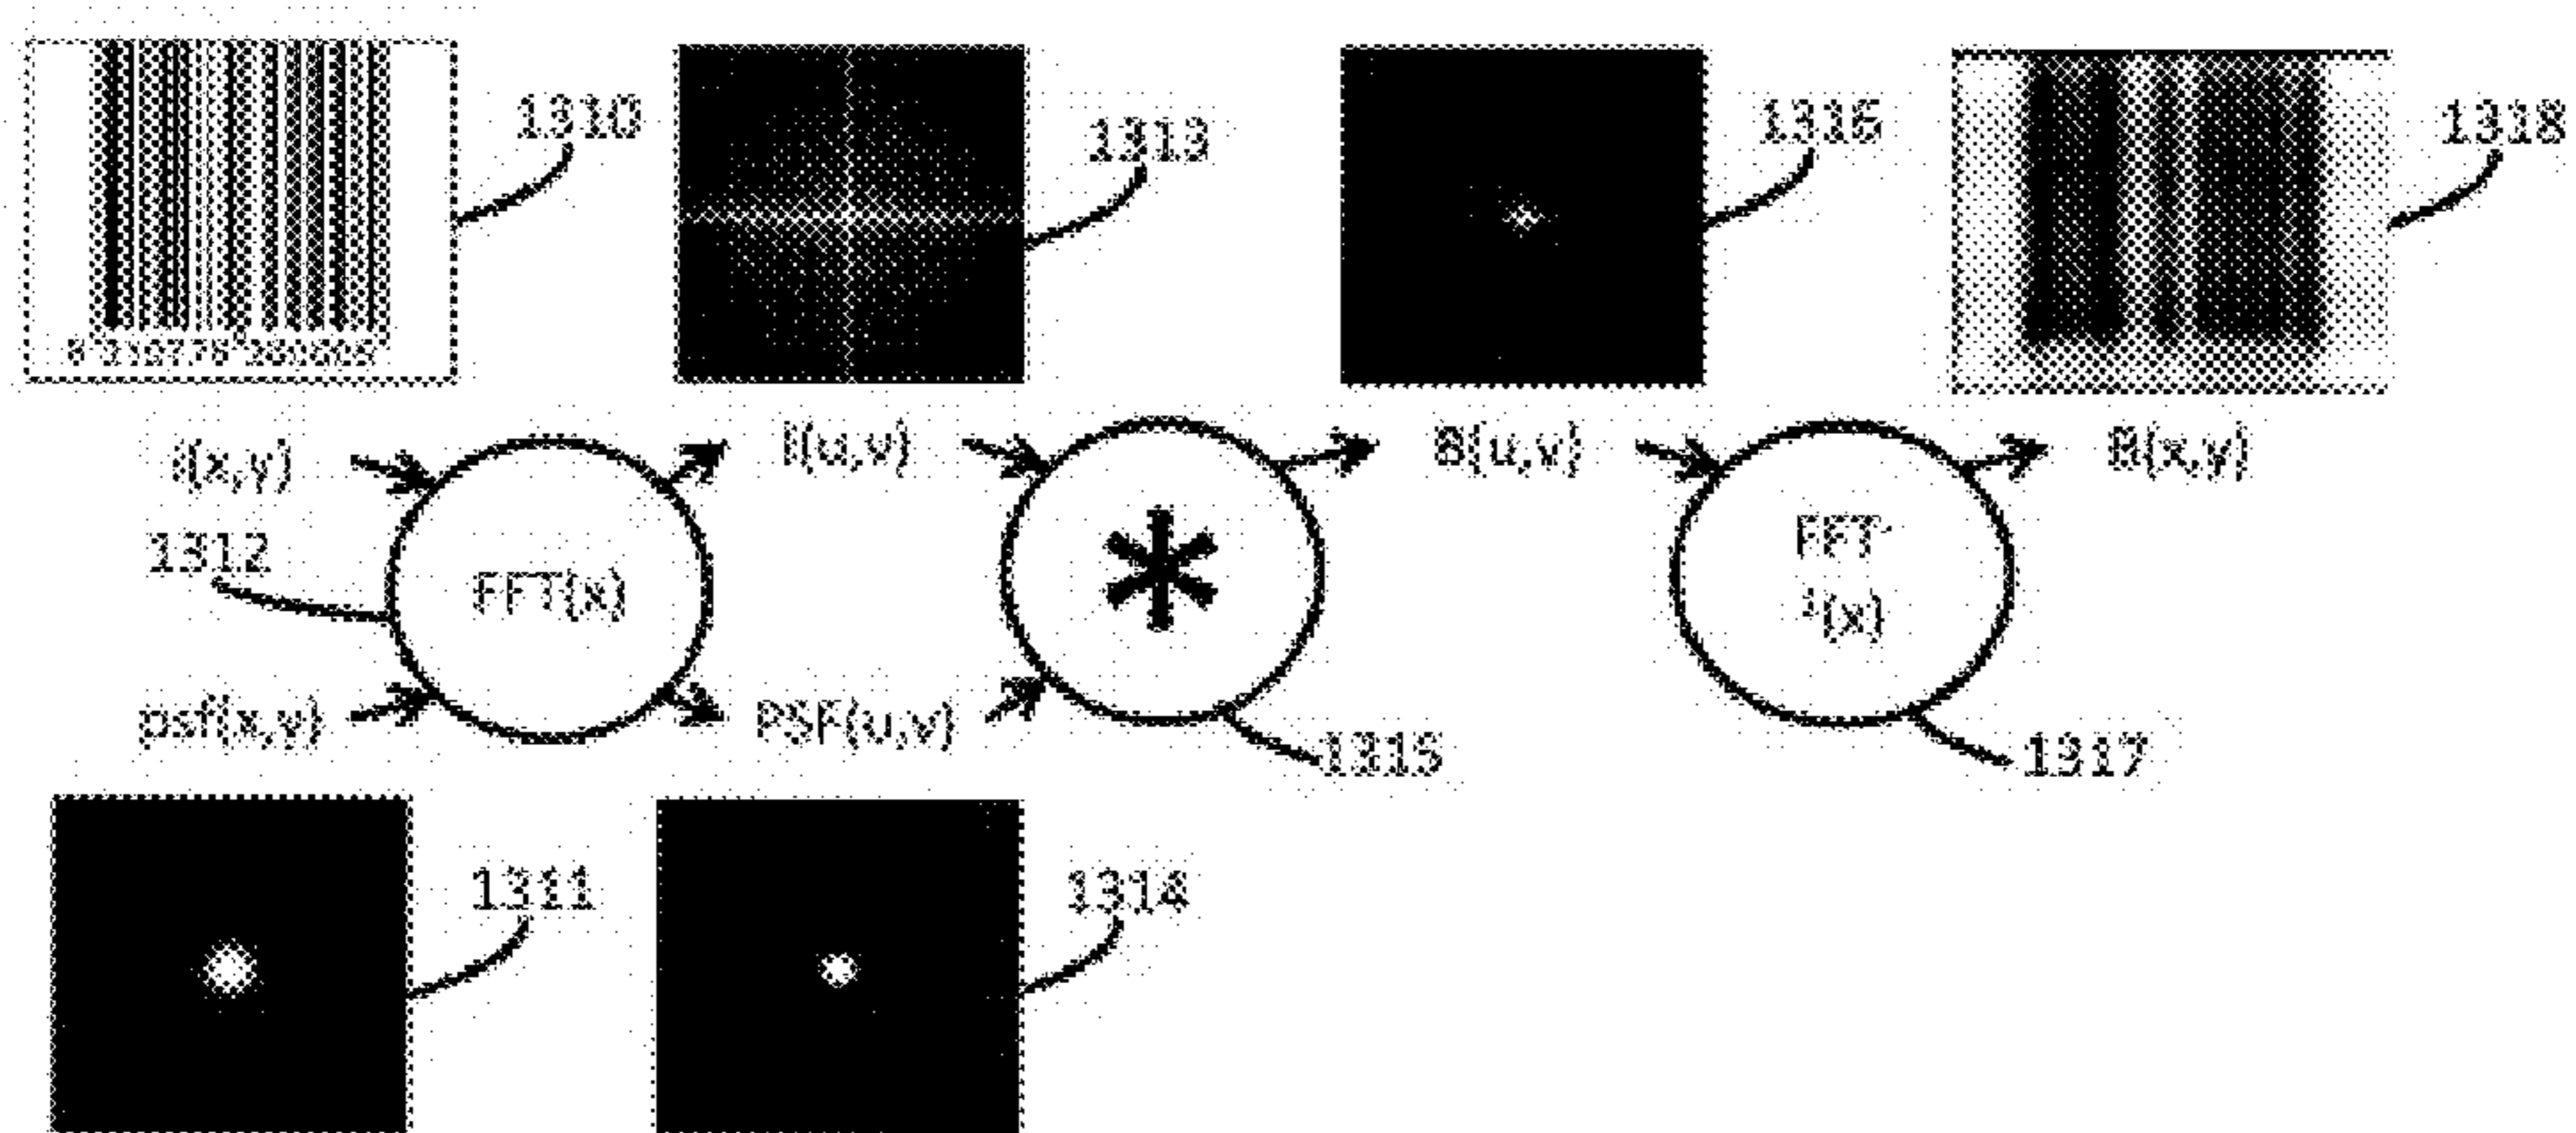 1310
1313
1316
1318
i(x,y)
I(u,v)
B(u,v)
B(x,y)
1312
FFT(x)
*
FFT-
1(x)
psf(x,y)
PSF(u,v)
1315
1317
1311
1314